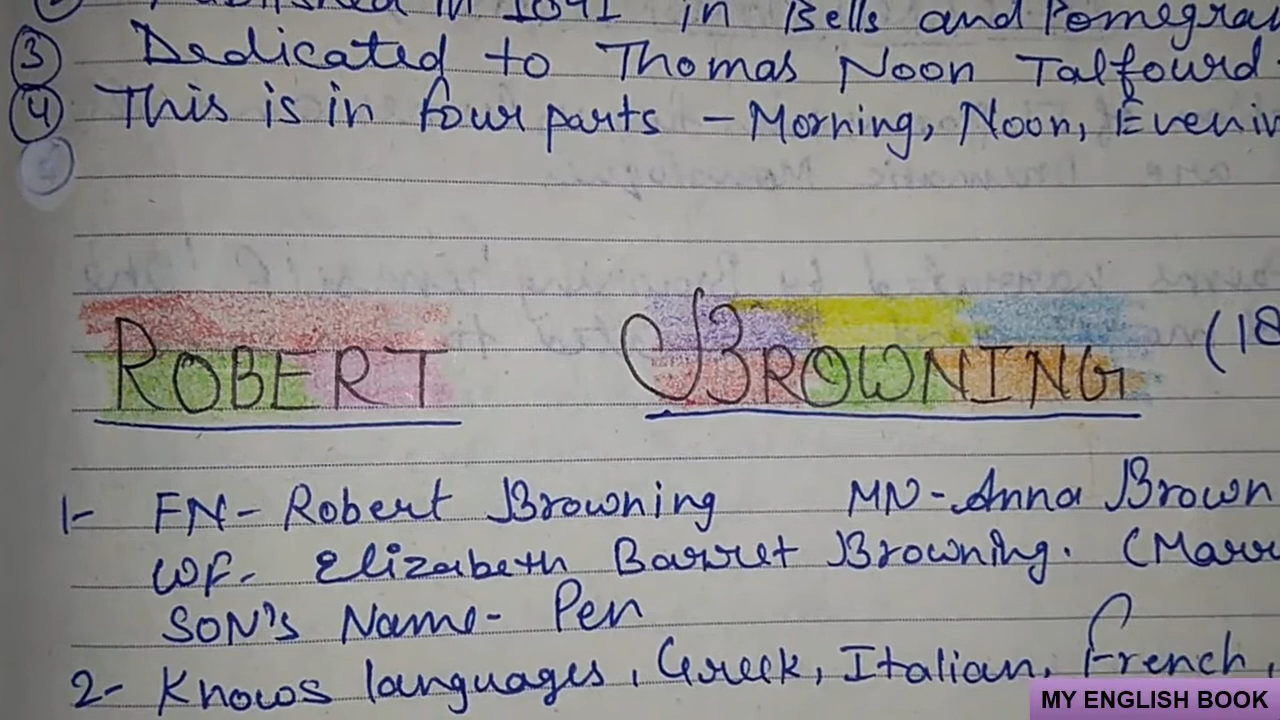 in Bells and Pomegra
③ Dedicated to Thomas Noon Talfourd
④ This is in four parts - Morning, Noon, Evenin
ROBERT BROWNING (18
1- FN- Robert Browning MN- Anna Brown
WF- Elizabeth Barret Browning. (Marr
SON'S Name- Pen
2- Knows languages, Greek, Italian, French,
MY ENGLISH BOOK